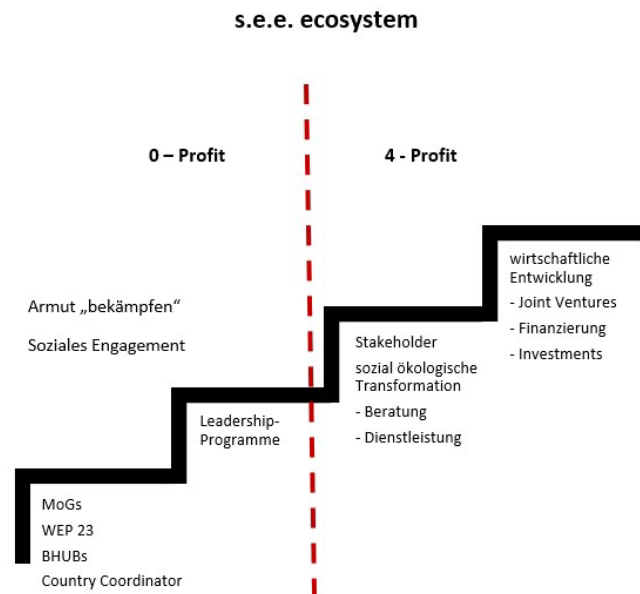 s.e.e. ecosystem
0 – Profit
4 - Profit
Armut „bekämpfen“
Soziales Engagement
MoGs
WEP 23
BHUBs
Country Coordinator
Leadership-
Programme
Stakeholder
sozial ökologische
Transformation
- Beratung
- Dienstleistung
wirtschaftliche
Entwicklung
- Joint Ventures
- Finanzierung
- Investments